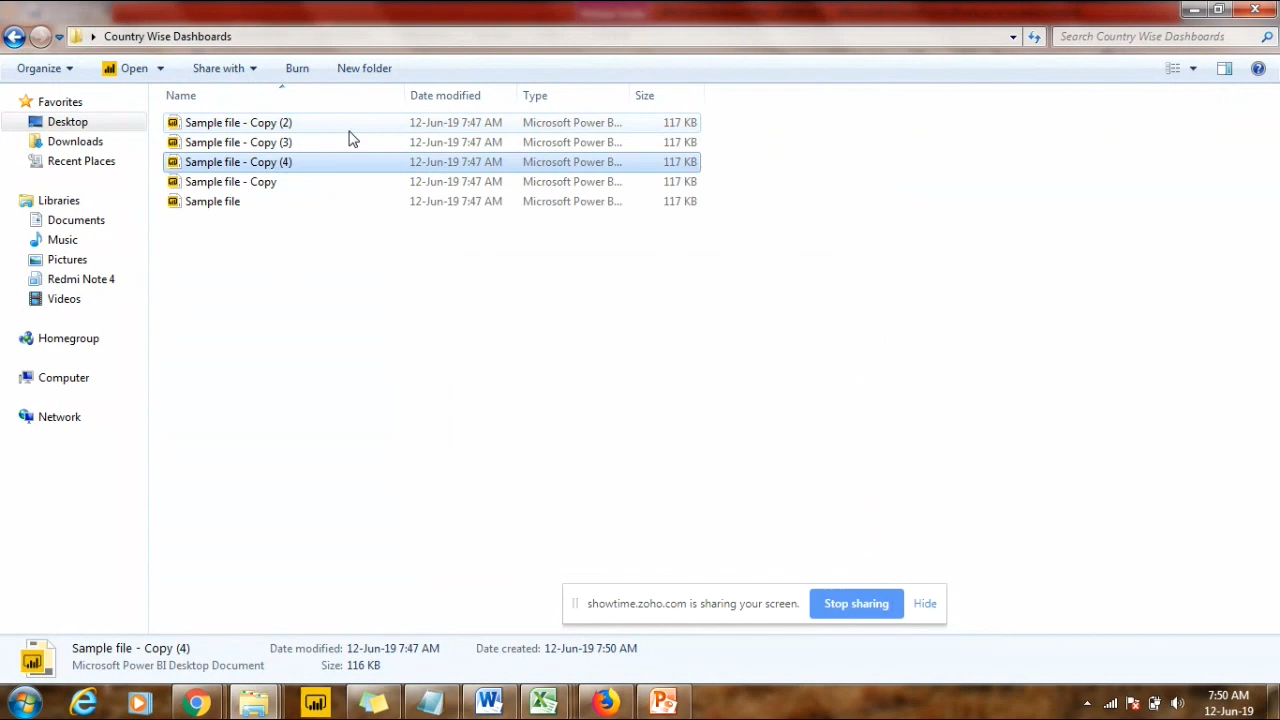 Country Wise Dashboards
Search Country Wise Dashboards
Organize Open Share with Burn New folder
Name Date modified Type Size
Favorites
Desktop
Downloads
Recent Places
Libraries
Documents
Music
Pictures
Redmi Note 4
Videos
Homegroup
Computer
Network
Sample file - Copy (2) 12-Jun-19 7:47 AM Microsoft Power B... 117 KB
Sample file - Copy (3) 12-Jun-19 7:47 AM Microsoft Power B... 117 KB
Sample file - Copy (4) 12-Jun-19 7:47 AM Microsoft Power B... 117 KB
Sample file - Copy 12-Jun-19 7:47 AM Microsoft Power B... 117 KB
Sample file 12-Jun-19 7:47 AM Microsoft Power B... 117 KB
showtime.zoho.com is sharing your screen. Stop sharing Hide
Sample file - Copy (4) Date modified: 12-Jun-19 7:47 AM Date created: 12-Jun-19 7:50 AM
Microsoft Power BI Desktop Document Size: 116 KB
7:50 AM
12-Jun-19